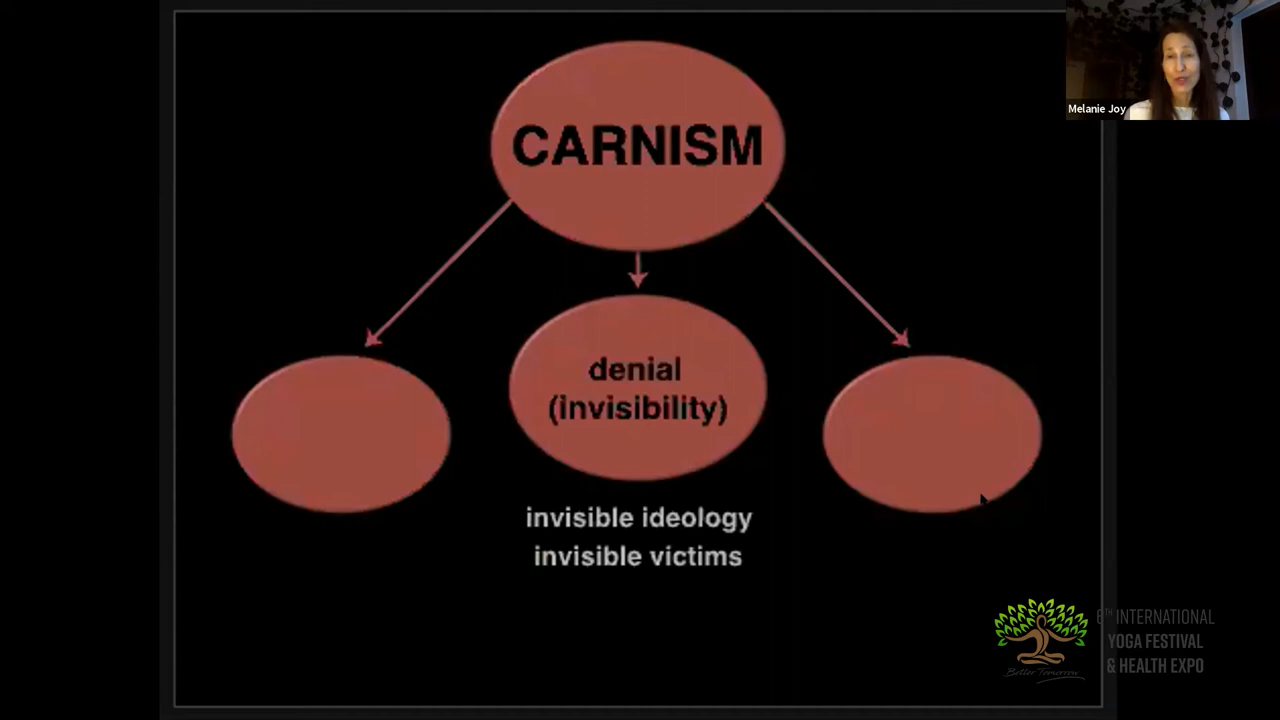 CARNISM
Melanie Joy
denial
(invisibility)
invisible ideology
invisible victims
6TH INTERNATIONAL
YOGA FESTIVAL
& HEALTH EXPO
Better Tomorrow